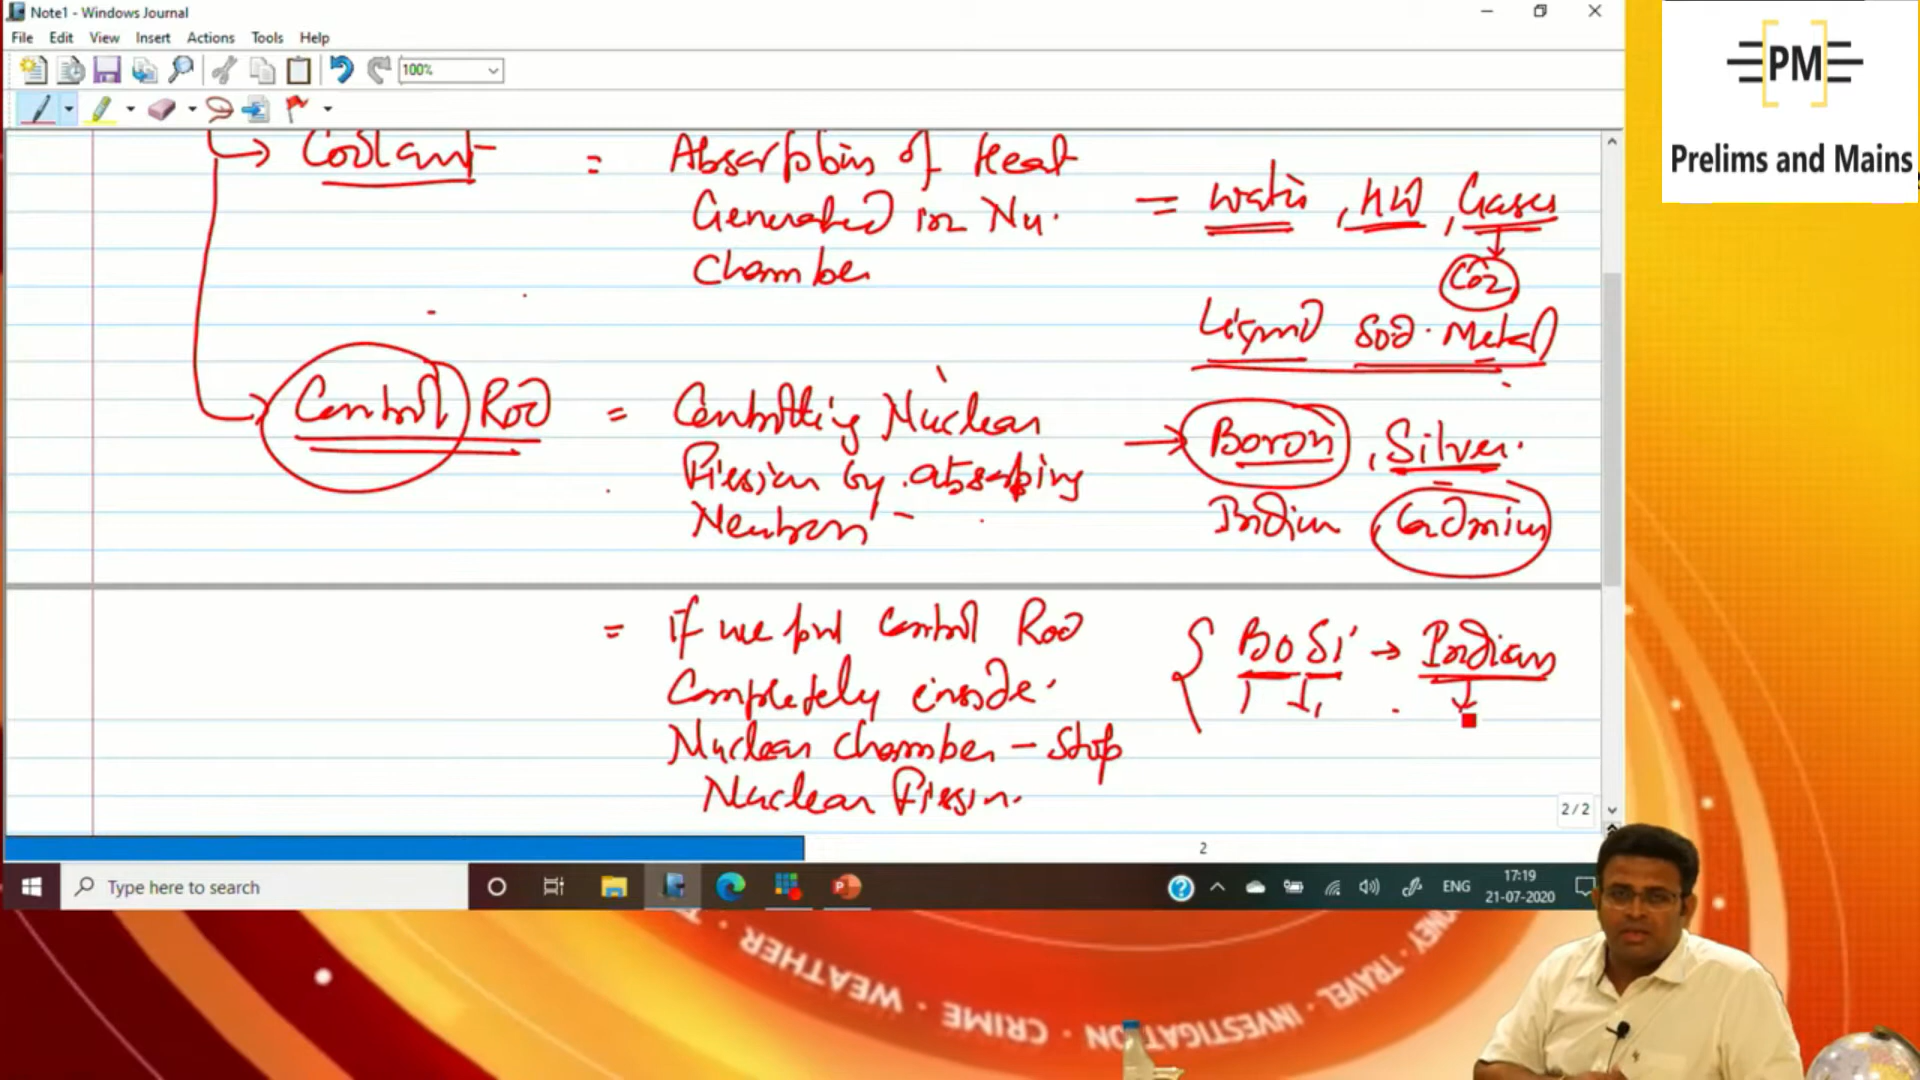 Note1 - Windows Journal
File Edit View Insert Actions Tools Help
100%
PM
Prelims and Mains
Coolant = Absorption of Heat
Generated in Nu.
Chamber
= Water, HW, Gases
CO2
Liquid Sod. Metal
Control Rod = Controlling Nuclear
Fission by absorbing
Neutron
→ Boron, Silver.
Indium Cadmium
= If we put Control Rod
Completely inside
Nuclear chamber - Stop
Nuclear Fission.
BOSI → Indian
2 / 2
2
Type here to search
ENG
17:19
21-07-2020
WEATHER · CRIME · INVESTIGATION · TRAVEL · MONEY